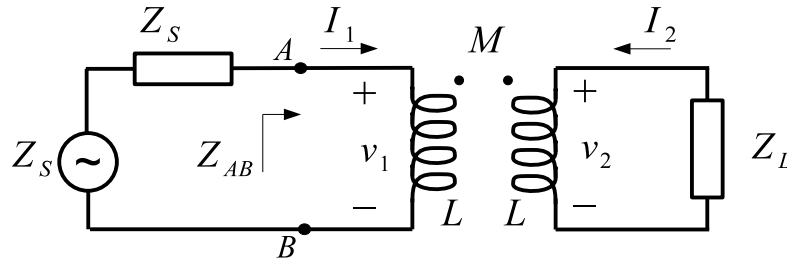 Z_S A I_1 M I_2
+ +
Z_S ~ Z_AB v_1 v_2 Z_L
− L L −
B